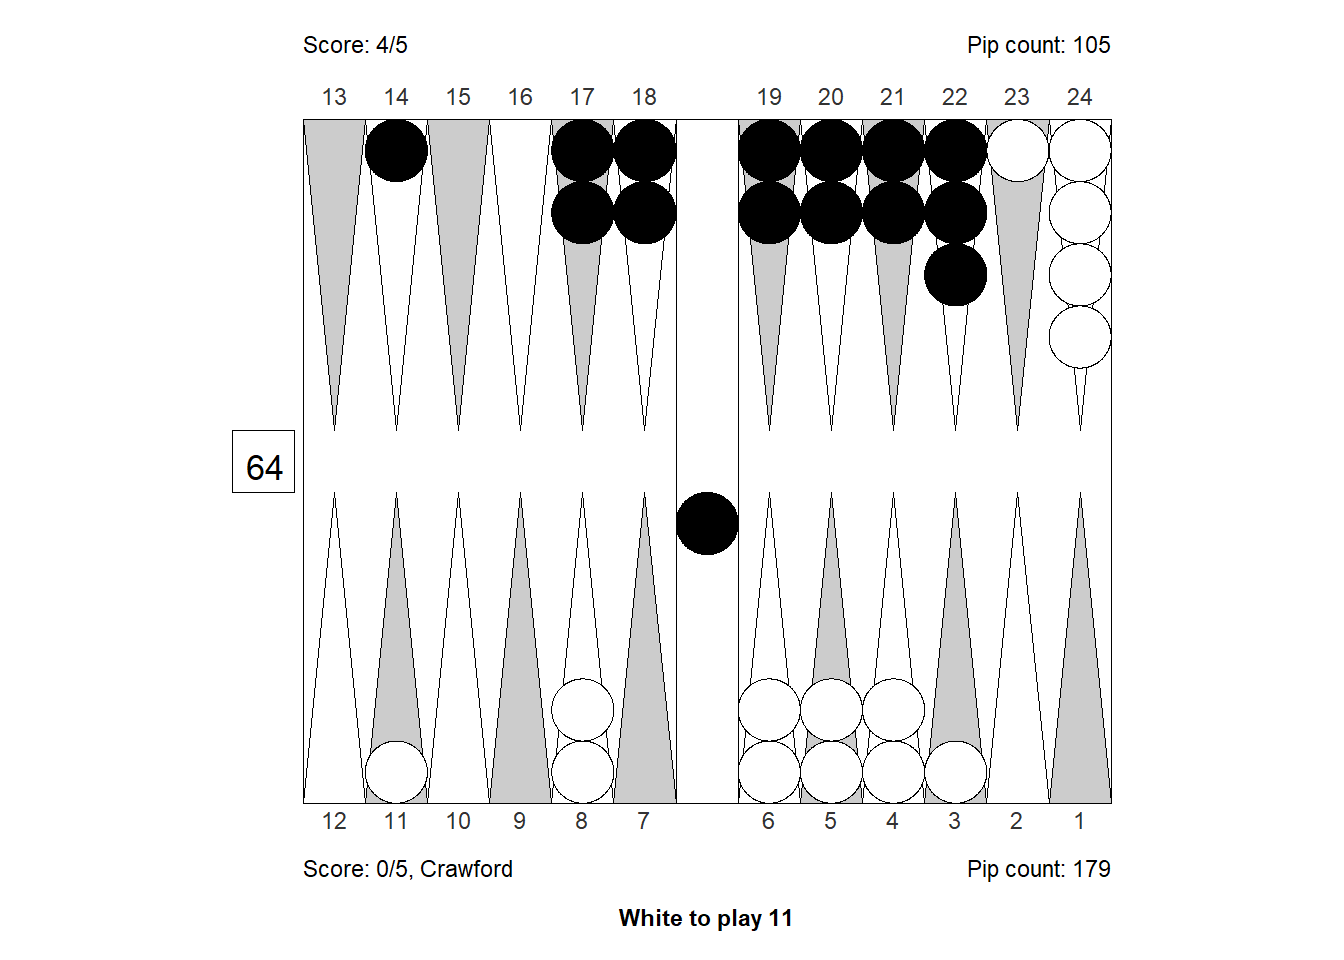 Score: 4/5 Pip count: 105
13 14 15 16 17 18 19 20 21 22 23 24
64
12 11 10 9 8 7 6 5 4 3 2 1
Score: 0/5, Crawford Pip count: 179
White to play 11